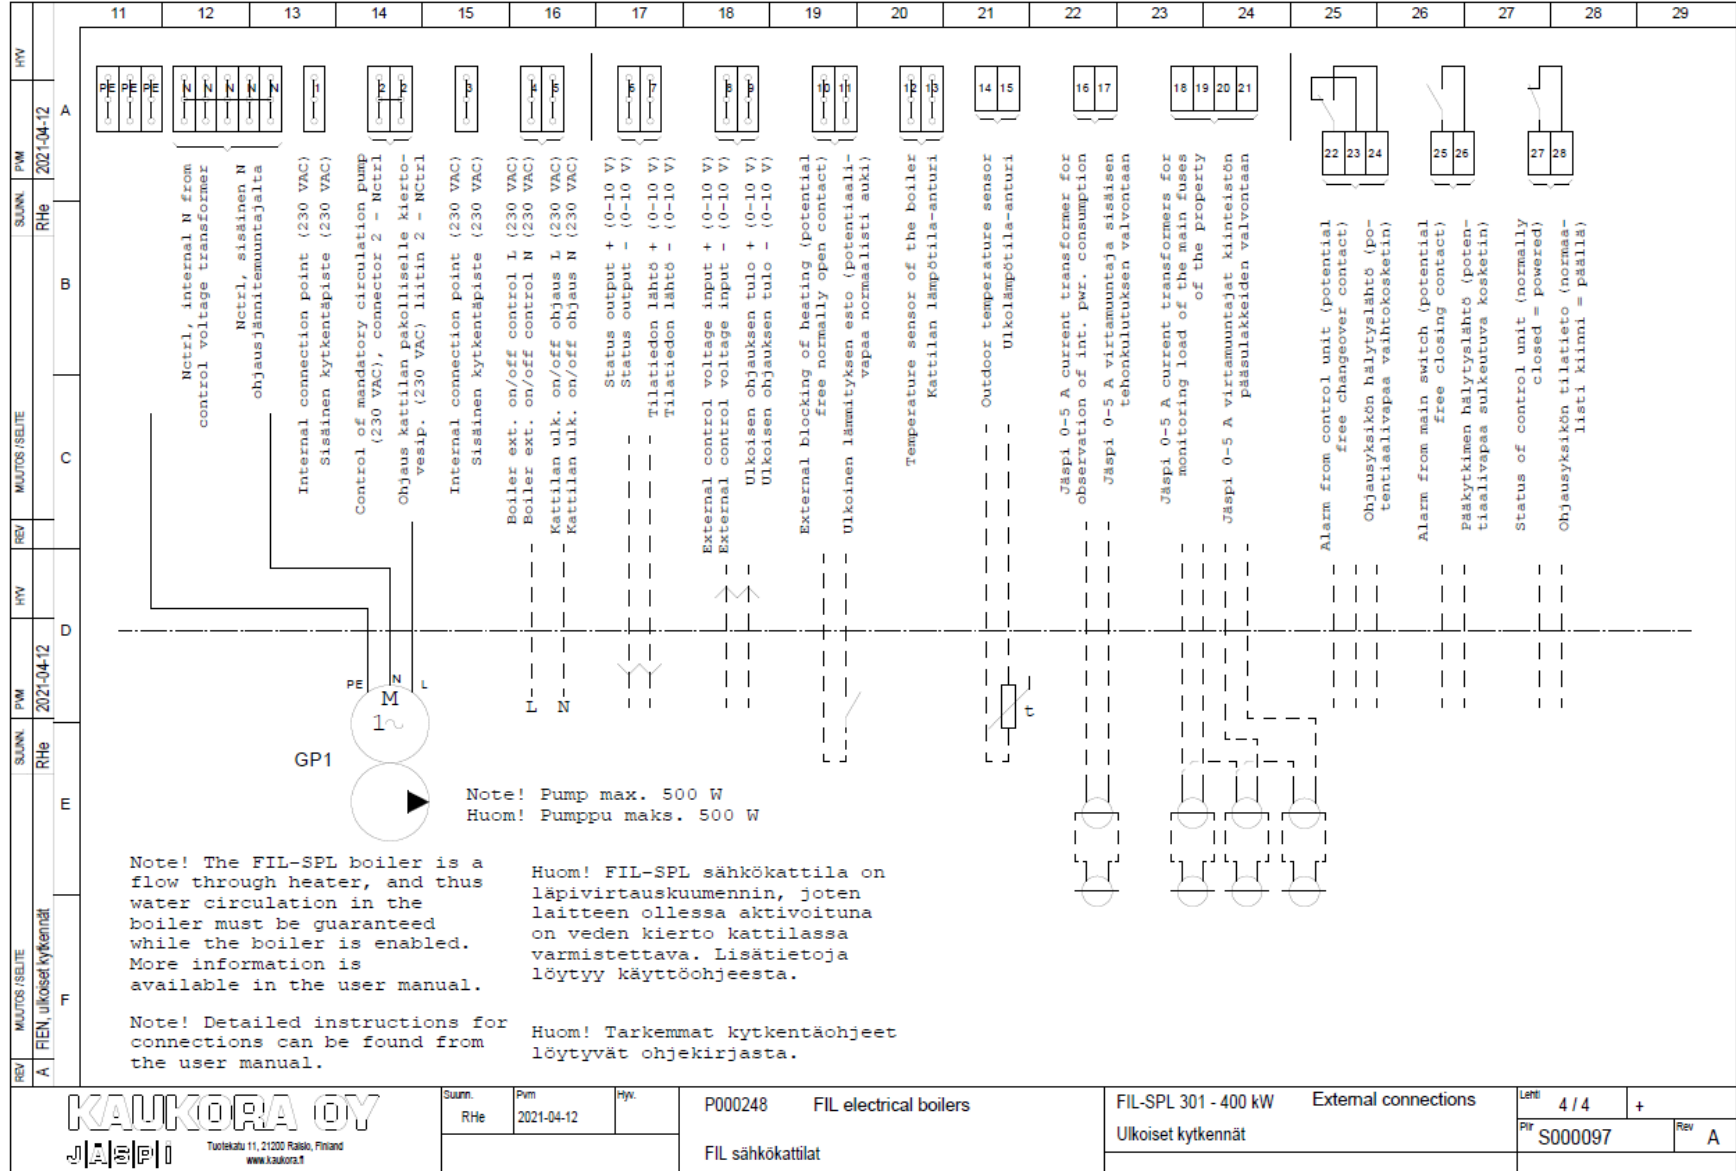 11 12 13 14 15 16 17 18 19 20 21 22 23 24 25 26 27 28 29
HYV
PVM 2021-04-12
SUUNN. RHe
MUUTOS / SELITE
REV
HYV
PVM 2021-04-12
SUUNN. RHe
MUUTOS / SELITE FIEN, ulkoiset kytkennät
REV A
A
B
C
D
E
F
PE PE PE
N N N N N
1
2 2
3
4 5
6 7
8 9
10 11
12 13
14 15
16 17
18 19 20 21
22 23 24
25 26
27 28
Nctrl, internal N from
control voltage transformer
Nctrl, sisäinen N
ohjausjännitemuuntajalta
Internal connection point (230 VAC)
Sisäinen kytkentäpiste (230 VAC)
Control of mandatory circulation pump
(230 VAC), connector 2 - Nctrl
Ohjaus kattilan pakolliselle kierto-
vesip. (230 VAC) liitin 2 - NCtrl
Internal connection point (230 VAC)
Sisäinen kytkentäpiste (230 VAC)
Boiler ext. on/off control L (230 VAC)
Boiler ext. on/off control N (230 VAC)
Kattilan ulk. on/off ohjaus L (230 VAC)
Kattilan ulk. on/off ohjaus N (230 VAC)
Status output + (0-10 V)
Status output - (0-10 V)
Tilatiedon lähtö + (0-10 V)
Tilatiedon lähtö - (0-10 V)
External control voltage input + (0-10 V)
External control voltage input - (0-10 V)
Ulkoisen ohjauksen tulo + (0-10 V)
Ulkoisen ohjauksen tulo - (0-10 V)
External blocking of heating (potential
free normally open contact)
Ulkoinen lämmityksen esto (potentiaali-
vapaa normaalisti auki)
Temperature sensor of the boiler
Kattilan lämpötila-anturi
Outdoor temperature sensor
Ulkolämpötila-anturi
Jäspi 0-5 A current transformer for
observation of int. pwr. consumption
Jäspi 0-5 A virtamuuntaja sisäisen
tehonkulutuksen valvontaan
Jäspi 0-5 A current transformers for
monitoring load of the main fuses
of the property
Jäspi 0-5 A virtamuuntajat kiinteistön
pääsulakkeiden valvontaan
Alarm from control unit (potential
free changeover contact)
Ohjausyksikön hälytyslähtö (po-
tentiaalivapaa vaihtokosketin)
Alarm from main switch (potential
free closing contact)
Pääkytkimen hälytyslähtö (poten-
tiaalivapaa sulkeutuva kosketin)
Status of control unit (normally
closed = powered)
Ohjausyksikön tilatieto (normaa-
listi kiinni = päällä)
PE N L
M
1~
GP1
L N
t
Note! Pump max. 500 W
Huom! Pumppu maks. 500 W
Note! The FIL-SPL boiler is a
flow through heater, and thus
water circulation in the
boiler must be guaranteed
while the boiler is enabled.
More information is
available in the user manual.
Note! Detailed instructions for
connections can be found from
the user manual.
Huom! FIL-SPL sähkökattila on
läpivirtauskuumennin, joten
laitteen ollessa aktivoituna
on veden kierto kattilassa
varmistettava. Lisätietoja
löytyy käyttöohjeesta.
Huom! Tarkemmat kytkentäohjeet
löytyvät ohjekirjasta.
KAUKORA OY
JÄSPI
Tuotekatu 11, 21200 Raisio, Finland
www.kaukora.fi
Suunn. RHe
Pvm 2021-04-12
Hyv.
P000248 FIL electrical boilers
FIL sähkökattilat
FIL-SPL 301 - 400 kW External connections
Ulkoiset kytkennät
Lehti 4 / 4 +
Piir S000097
Rev A